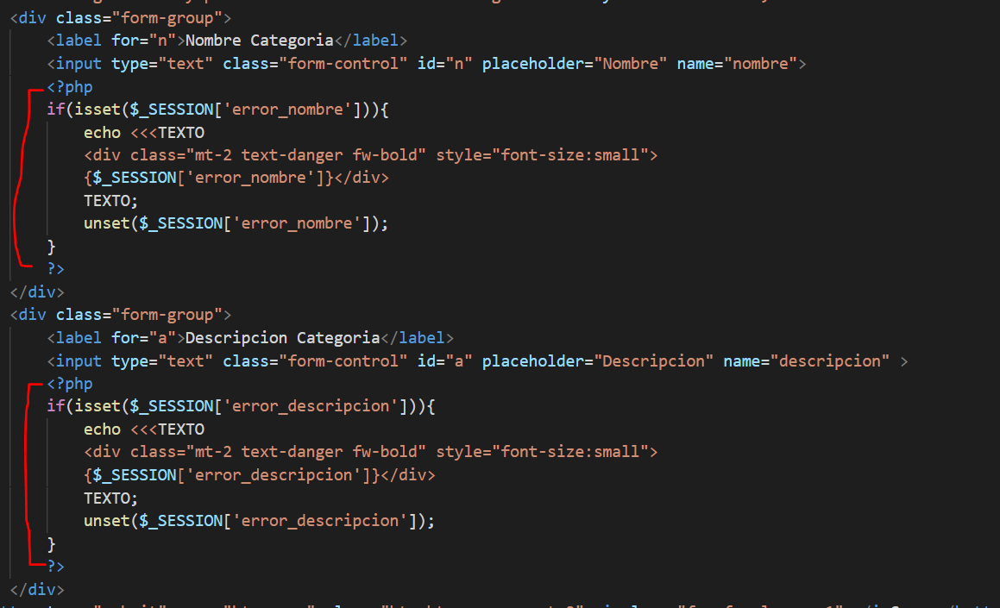 <div class="form-group">
<label for="n">Nombre Categoria</label>
<input type="text" class="form-control" id="n" placeholder="Nombre" name="nombre">
<?php
if(isset($_SESSION['error_nombre'])){
echo <<<TEXTO
<div class="mt-2 text-danger fw-bold" style="font-size:small">
{$_SESSION['error_nombre']}</div>
TEXTO;
unset($_SESSION['error_nombre']);
}
?>
</div>
<div class="form-group">
<label for="a">Descripcion Categoria</label>
<input type="text" class="form-control" id="a" placeholder="Descripcion" name="descripcion" >
<?php
if(isset($_SESSION['error_descripcion'])){
echo <<<TEXTO
<div class="mt-2 text-danger fw-bold" style="font-size:small">
{$_SESSION['error_descripcion']}</div>
TEXTO;
unset($_SESSION['error_descripcion']);
}
?>
</div>